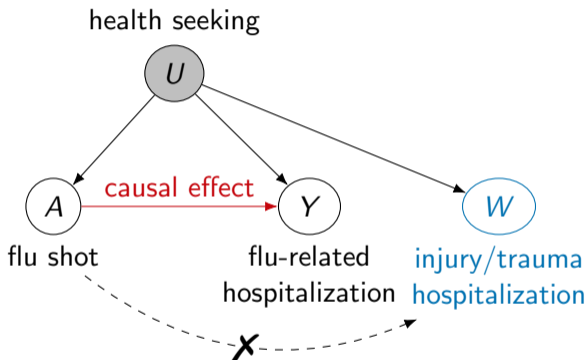 health seeking
U
causal effect
A
Y
W
flu shot
flu-related
hospitalization
injury/trauma
hospitalization
✗